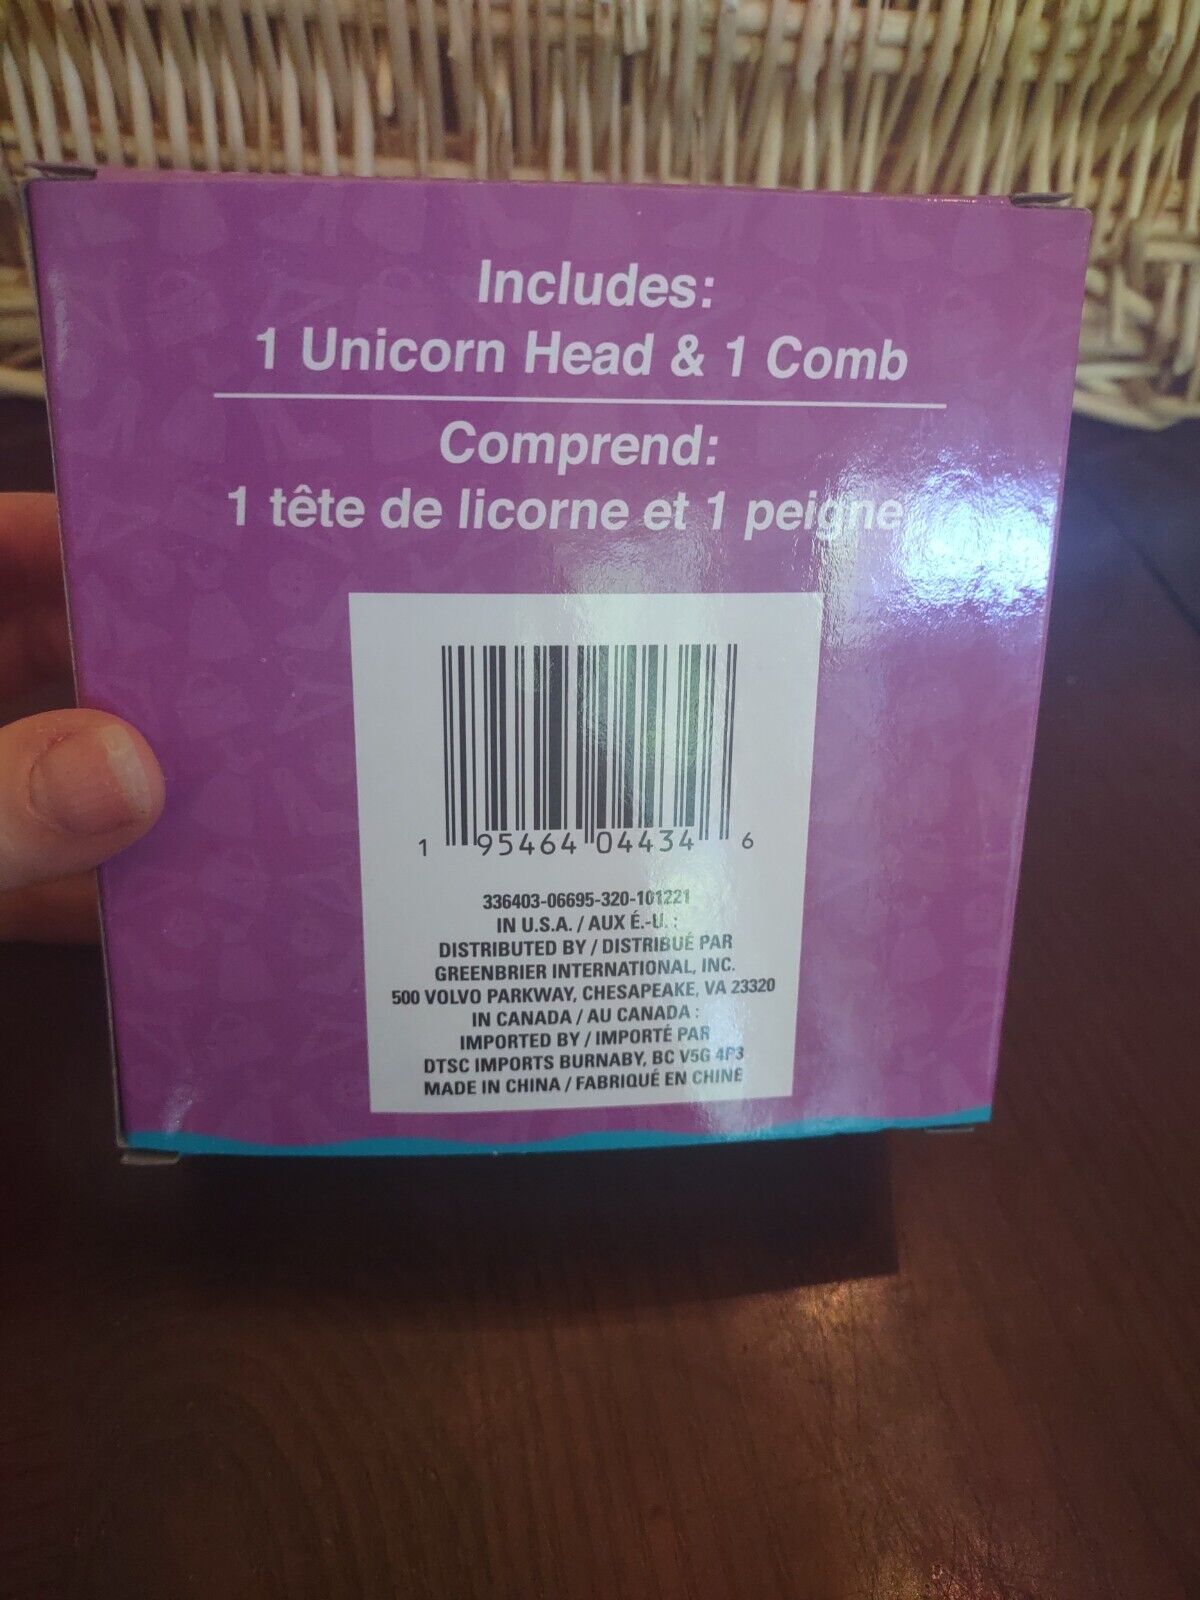 Includes:
1 Unicorn Head & 1 Comb
Comprend:
1 tête de licorne et 1 peigne
1 95464 04434 6
336403-06695-320-101221
IN U.S.A. / AUX É.-U. :
DISTRIBUTED BY / DISTRIBUÉ PAR
GREENBRIER INTERNATIONAL, INC.
500 VOLVO PARKWAY, CHESAPEAKE, VA 23320
IN CANADA / AU CANADA :
IMPORTED BY / IMPORTÉ PAR
DTSC IMPORTS BURNABY, BC V5G 4P3
MADE IN CHINA / FABRIQUÉ EN CHINE